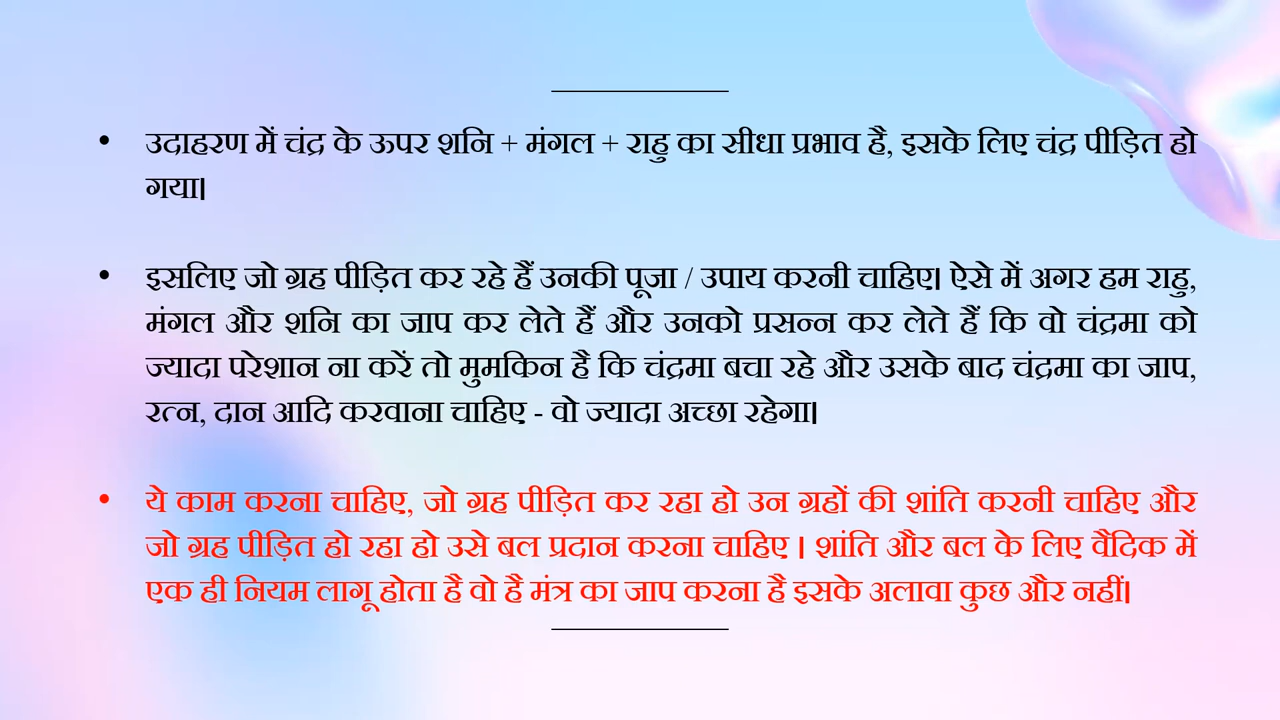 • उदाहरण में चंद्र के ऊपर शनि + मंगल + राहु का सीधा प्रभाव है, इसके लिए चंद्र पीड़ित हो
गया।
• इसलिए जो ग्रह पीड़ित कर रहे हैं उनकी पूजा / उपाय करनी चाहिए। ऐसे में अगर हम राहु,
मंगल और शनि का जाप कर लेते हैं और उनको प्रसन्न कर लेते हैं कि वो चंद्रमा को
ज्यादा परेशान ना करें तो मुमकिन है कि चंद्रमा बचा रहे और उसके बाद चंद्रमा का जाप,
रत्न, दान आदि करवाना चाहिए - वो ज्यादा अच्छा रहेगा।
• ये काम करना चाहिए, जो ग्रह पीड़ित कर रहा हो उन ग्रहों की शांति करनी चाहिए और
जो ग्रह पीड़ित हो रहा हो उसे बल प्रदान करना चाहिए । शांति और बल के लिए वैदिक में
एक ही नियम लागू होता है वो है मंत्र का जाप करना है इसके अलावा कुछ और नहीं।